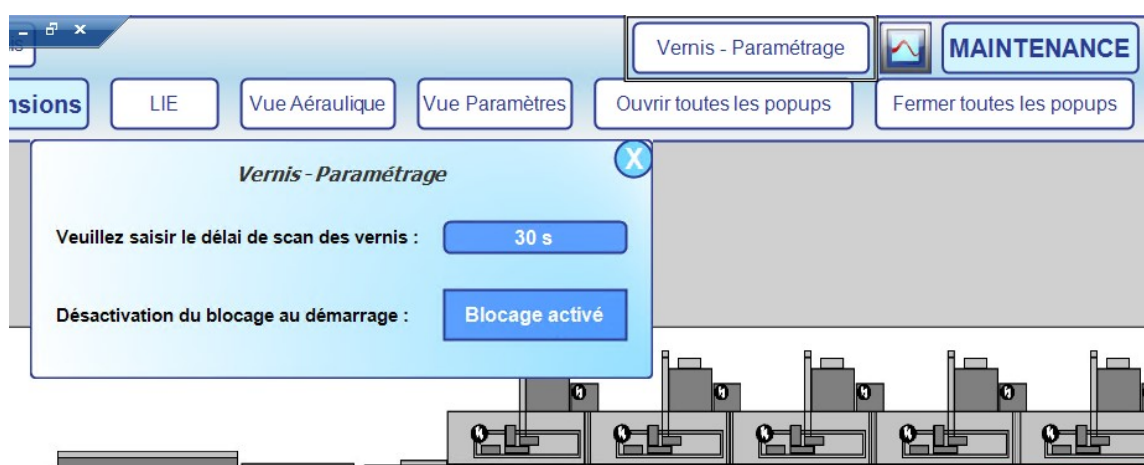 Vernis - Paramétrage
MAINTENANCE
LIE
Vue Aéraulique
Vue Paramètres
Ouvrir toutes les popups
Fermer toutes les popups
Vernis - Paramétrage
X
Veuillez saisir le délai de scan des vernis :
30 s
Désactivation du blocage au démarrage :
Blocage activé